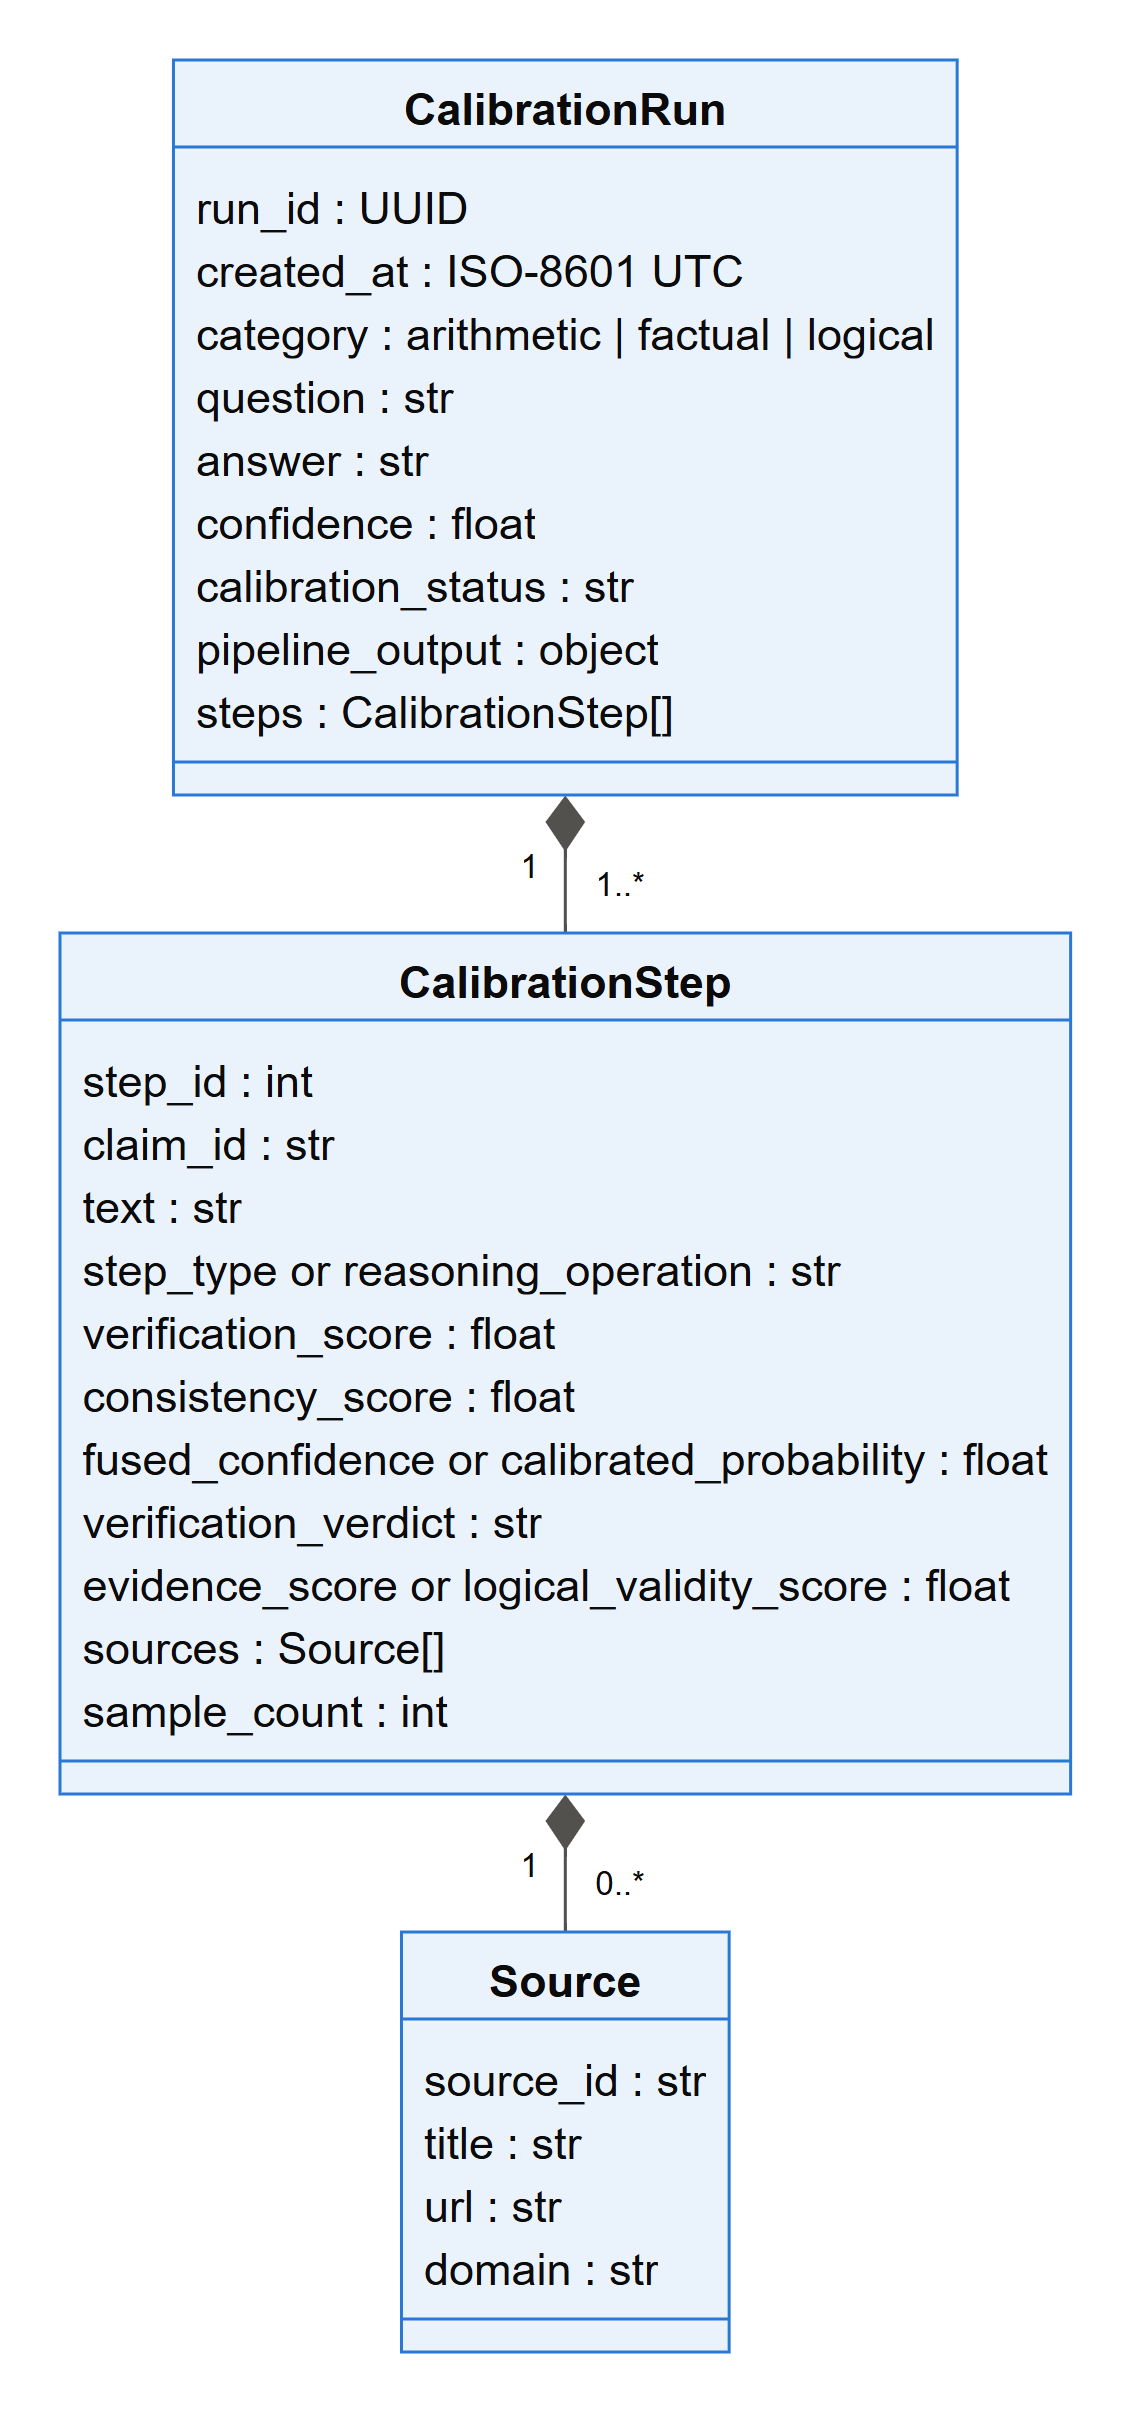 CalibrationRun
run_id : UUID
created_at : ISO-8601 UTC
category : arithmetic | factual | logical
question : str
answer : str
confidence : float
calibration_status : str
pipeline_output : object
steps : CalibrationStep[]
1
1..*
CalibrationStep
step_id : int
claim_id : str
text : str
step_type or reasoning_operation : str
verification_score : float
consistency_score : float
fused_confidence or calibrated_probability : float
verification_verdict : str
evidence_score or logical_validity_score : float
sources : Source[]
sample_count : int
1
0..*
Source
source_id : str
title : str
url : str
domain : str